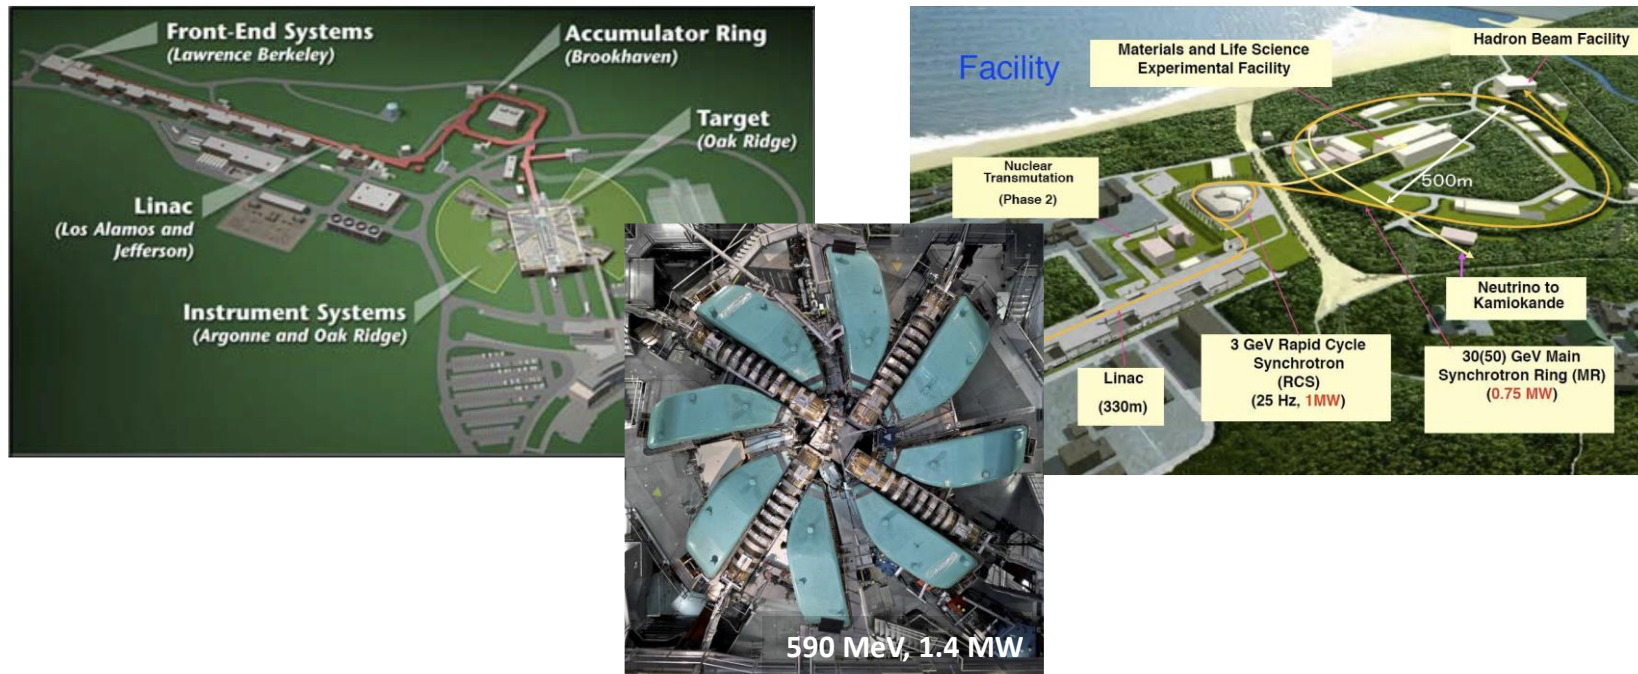 Front-End Systems
(Lawrence Berkeley)
Accumulator Ring
(Brookhaven)
Target
(Oak Ridge)
Linac
(Los Alamos and
Jefferson)
Instrument Systems
(Argonne and Oak Ridge)
Facility
Materials and Life Science
Experimental Facility
Hadron Beam Facility
Nuclear
Transmutation
(Phase 2)
500m
Neutrino to
Kamiokande
3 GeV Rapid Cycle
Synchrotron
(RCS)
(25 Hz, 1MW)
30(50) GeV Main
Synchrotron Ring (MR)
(0.75 MW)
Linac
(330m)
590 MeV, 1.4 MW